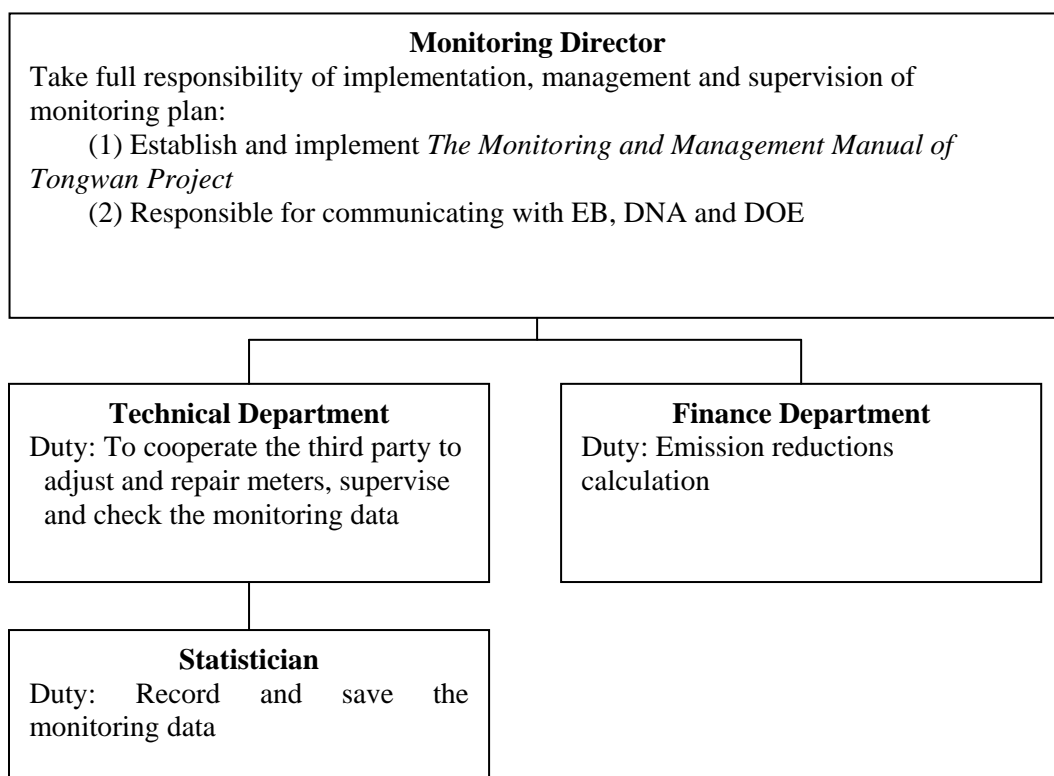 Monitoring Director
Take full responsibility of implementation, management and supervision of
monitoring plan:
(1) Establish and implement The Monitoring and Management Manual of
Tongwan Project
(2) Responsible for communicating with EB, DNA and DOE
Technical Department
Duty: To cooperate the third party to
adjust and repair meters, supervise
and check the monitoring data
Finance Department
Duty: Emission reductions
calculation
Statistician
Duty: Record and save the
monitoring data